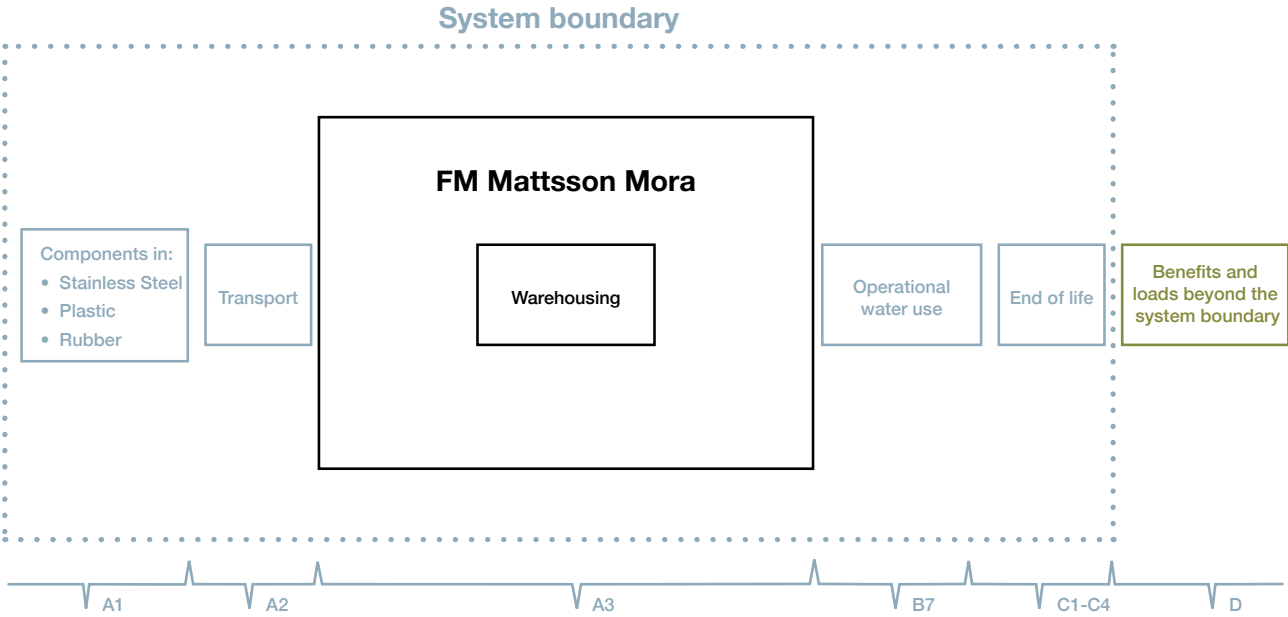 System boundary
FM Mattsson Mora
Components in:
• Stainless Steel
• Plastic
• Rubber
Transport
Warehousing
Operational
water use
End of life
Benefits and
loads beyond the
system boundary
A1
A2
A3
B7
C1-C4
D